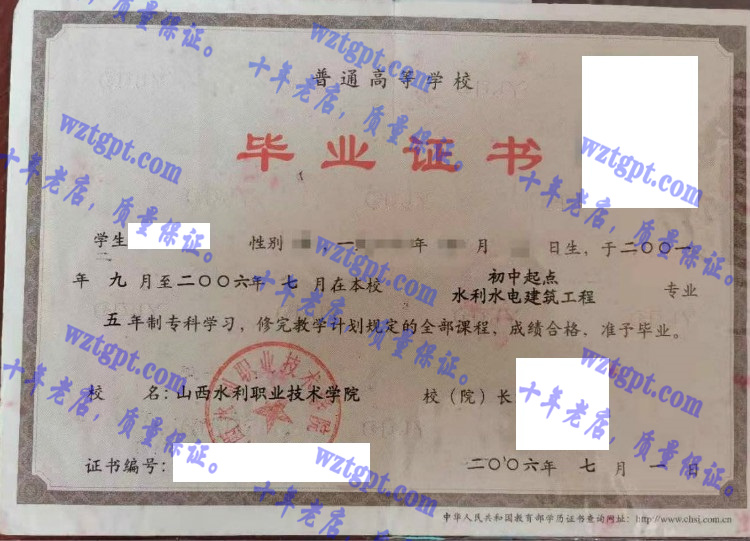 普通高等学校
毕业证书
学生 性别 ,一 年 月 日生,于二〇〇一
年 九 月至二〇〇六年 七 月在本校 初中起点
水利水电建筑工程 专业
五 年制专科学习,修完教学计划规定的全部课程,成绩合格,准予毕业。
校 名:山西水利职业技术学院 校(院)长
证书编号: 二〇〇六年 七 月 一 日
中华人民共和国教育部学历证书查询网址:http://www.chsi.com.cn
wztgpt.com
十年老店,质量保证。